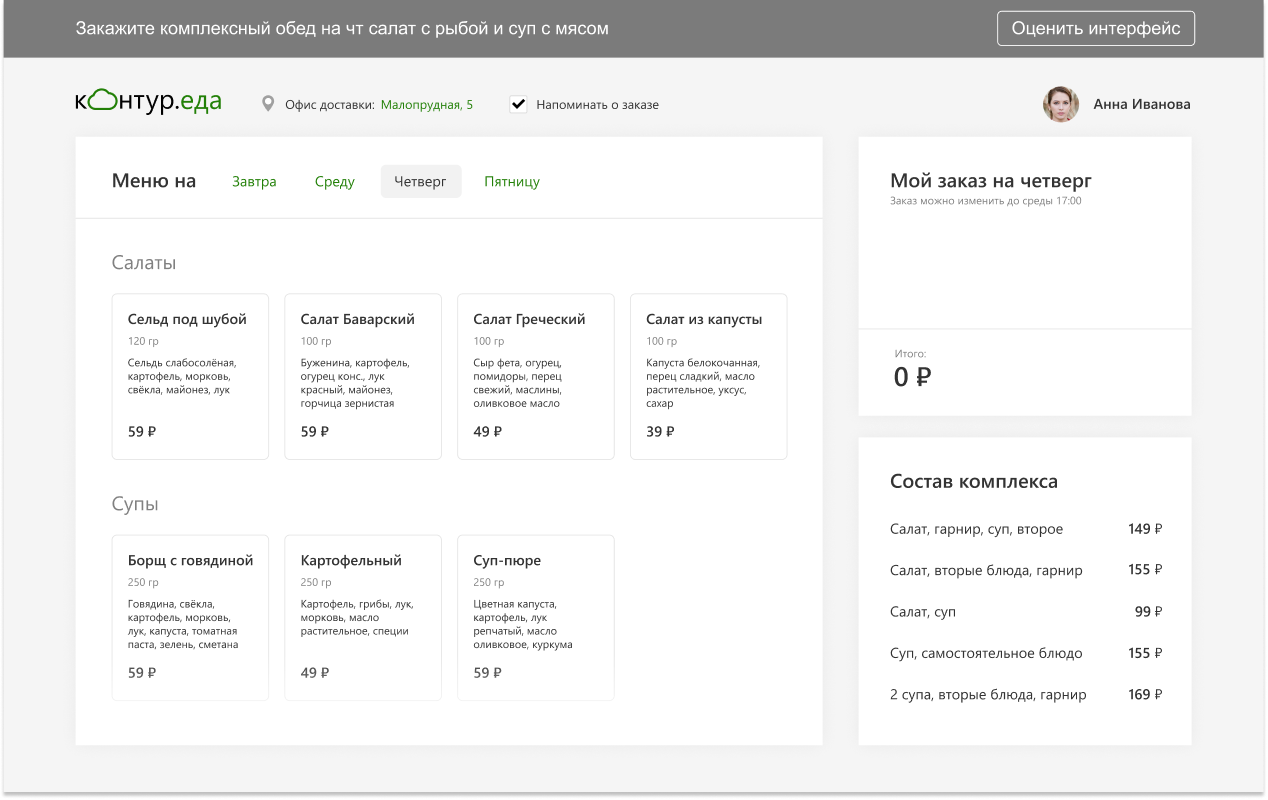 Закажите комплексный обед на чт салат с рыбой и суп с мясом
Оценить интерфейс
контур.еда
Офис доставки: Малопрудная, 5
Напоминать о заказе
Анна Иванова
Меню на
Завтра
Среду
Четверг
Пятницу
Салаты
Сельд под шубой
120 гр
Сельдь слабосолёная,
картофель, морковь,
свёкла, майонез, лук
59 ₽
Салат Баварский
100 гр
Буженина, картофель,
огурец конс., лук
красный, майонез,
горчица зернистая
59 ₽
Салат Греческий
100 гр
Сыр фета, огурец,
помидоры, перец
свежий, маслины,
оливковое масло
49 ₽
Салат из капусты
100 гр
Капуста белокочанная,
перец сладкий, масло
растительное, уксус,
сахар
39 ₽
Супы
Борщ с говядиной
250 гр
Говядина, свёкла,
картофель, морковь,
лук, капуста, томатная
паста, зелень, сметана
59 ₽
Картофельный
250 гр
Картофель, грибы, лук,
морковь, масло
растительное, специи
49 ₽
Суп-пюре
250 гр
Цветная капуста,
картофель, лук
репчатый, масло
оливковое, куркума
59 ₽
Мой заказ на четверг
Заказ можно изменить до среды 17:00
Итого:
0 ₽
Состав комплекса
Салат, гарнир, суп, второе 149 ₽
Салат, вторые блюда, гарнир 155 ₽
Салат, суп 99 ₽
Суп, самостоятельное блюдо 155 ₽
2 супа, вторые блюда, гарнир 169 ₽